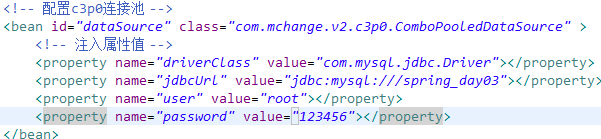 <!-- 配置c3p0连接池 -->
<bean id="dataSource" class="com.mchange.v2.c3p0.ComboPooledDataSource" >
<!-- 注入属性值 -->
<property name="driverClass" value="com.mysql.jdbc.Driver"></property>
<property name="jdbcUrl" value="jdbc:mysql:///spring_day03"></property>
<property name="user" value="root"></property>
<property name="password" value="123456"></property>
</bean>